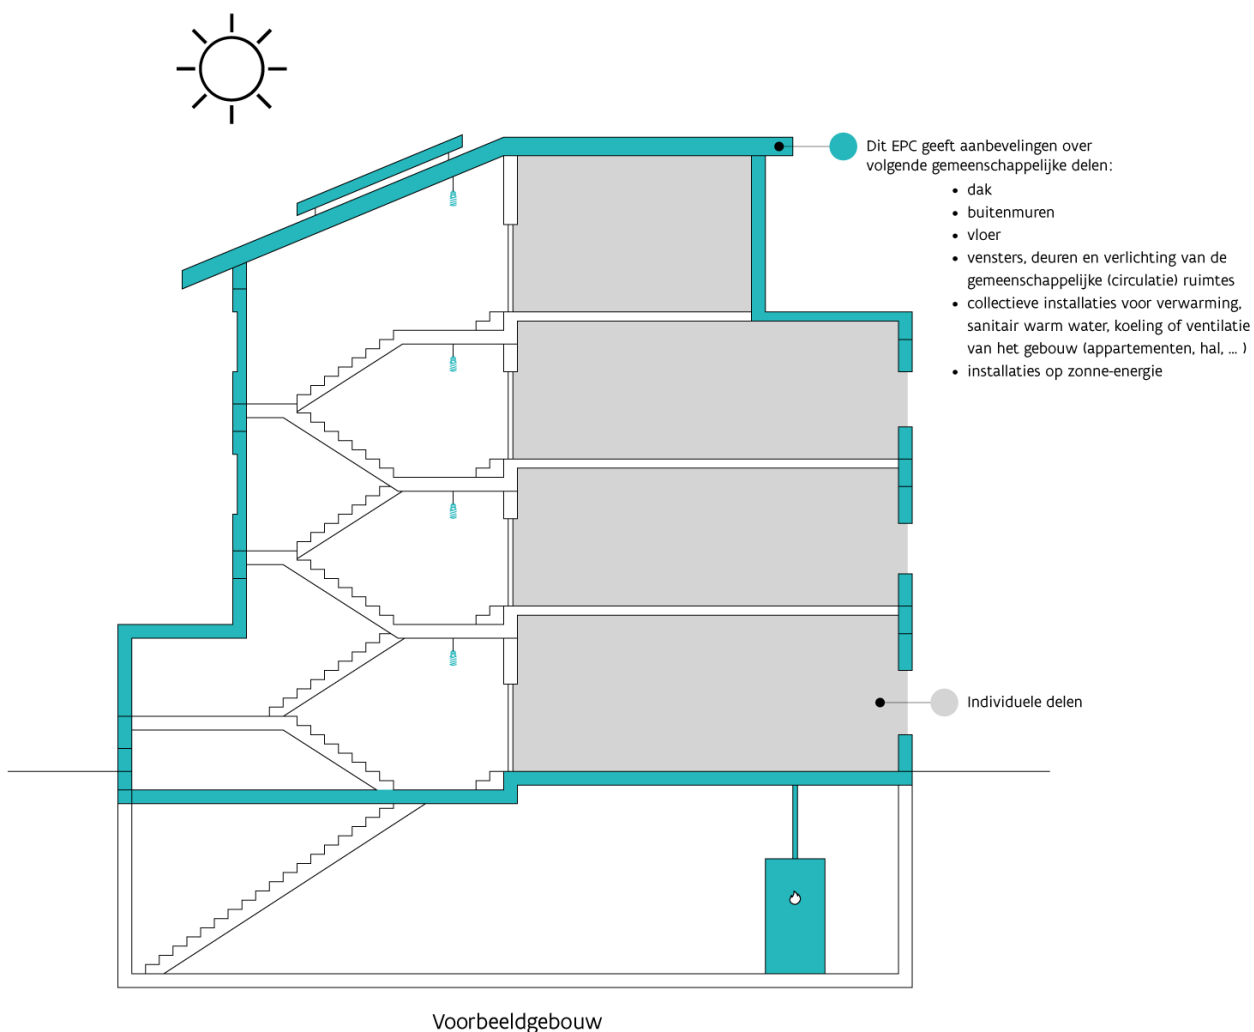 Dit EPC geeft aanbevelingen over
volgende gemeenschappelijke delen:
• dak
• buitenmuren
• vloer
• vensters, deuren en verlichting van de
gemeenschappelijke (circulatie) ruimtes
• collectieve installaties voor verwarming,
sanitair warm water, koeling of ventilatie
van het gebouw (appartementen, hal, ... )
• installaties op zonne-energie
Individuele delen
Voorbeeldgebouw